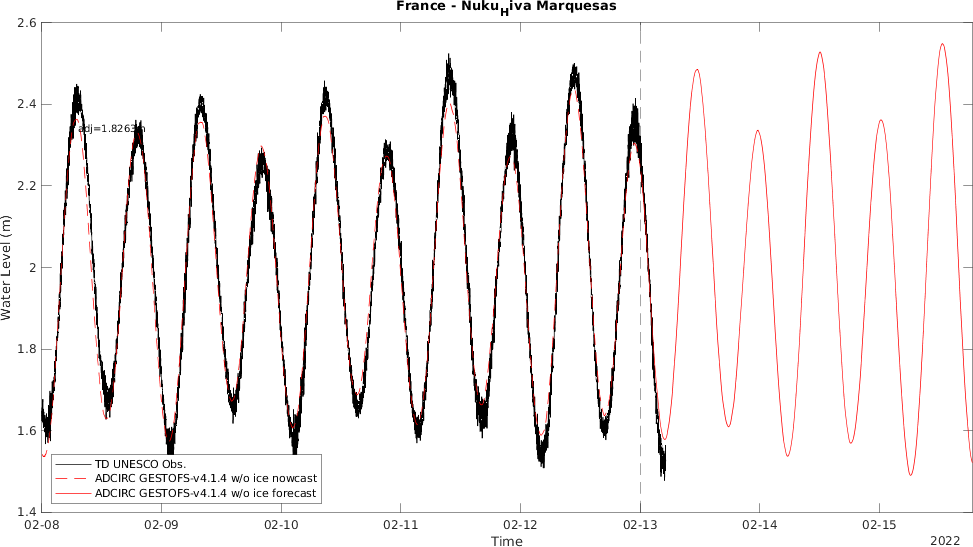 France - Nuku_Hiva Marquesas
2.6
2.4
2.2
2
1.8
1.6
1.4
Water Level (m)
adj=1.8263m
TD UNESCO Obs.
ADCIRC GESTOFS-v4.1.4 w/o ice nowcast
ADCIRC GESTOFS-v4.1.4 w/o ice forecast
02-08 02-09 02-10 02-11 02-12 02-13 02-14 02-15
Time
2022